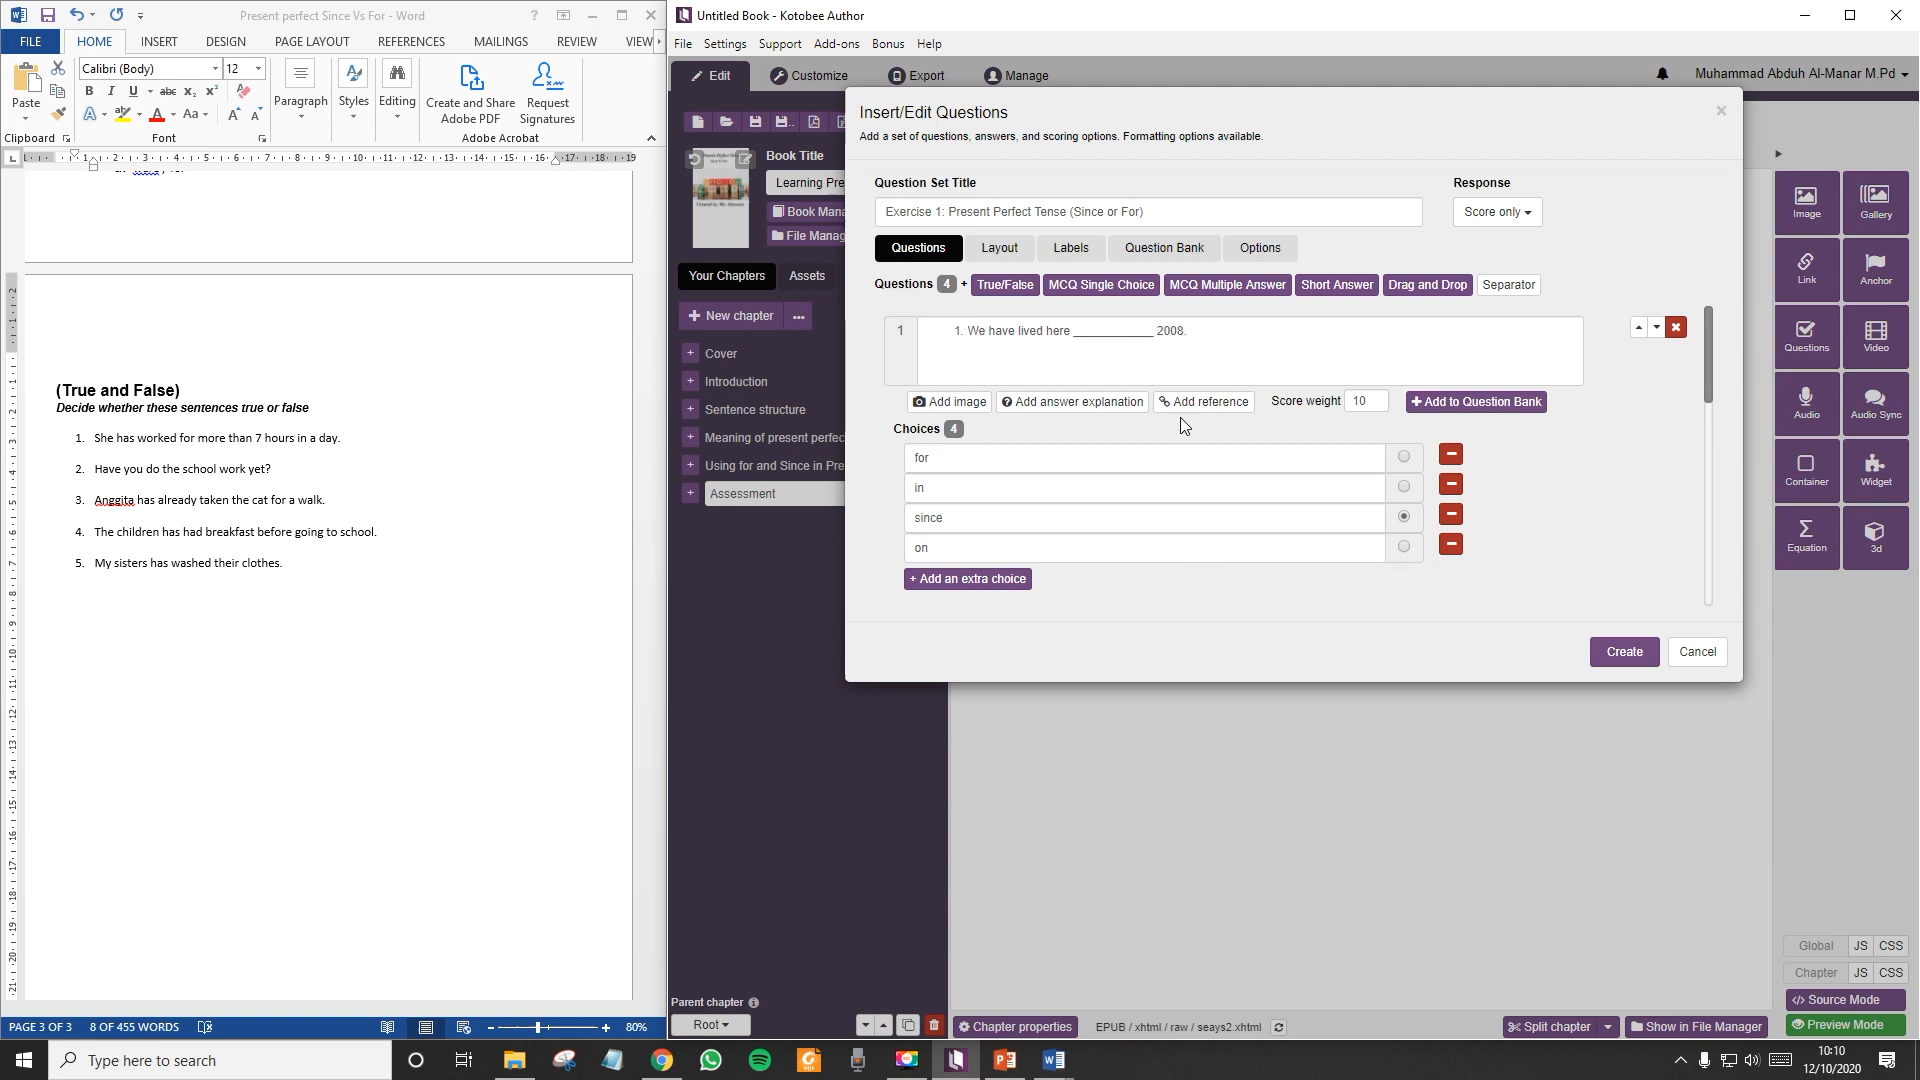 Present perfect Since Vs For - Word
FILE HOME INSERT DESIGN PAGE LAYOUT REFERENCES MAILINGS REVIEW VIEW
Calibri (Body) 12
Paste
Paragraph Styles Editing Create and Share Adobe PDF Request Signatures
Clipboard Font Adobe Acrobat
(True and False)
Decide whether these sentences true or false
1. She has worked for more than 7 hours in a day.
2. Have you do the school work yet?
3. Anggita has already taken the cat for a walk.
4. The children has had breakfast before going to school.
5. My sisters has washed their clothes.
PAGE 3 OF 3 8 OF 455 WORDS 80%
Untitled Book - Kotobee Author
File Settings Support Add-ons Bonus Help
Edit Customize Export Manage Muhammad Abduh Al-Manar M.Pd
Book Title
Learning Pre
Book Mana
File Manag
Your Chapters Assets
+ New chapter ...
+ Cover
+ Introduction
+ Sentence structure
+ Meaning of present perfec
+ Using for and Since in Pre
+ Assessment
Parent chapter
Root
Insert/Edit Questions
Add a set of questions, answers, and scoring options. Formatting options available.
Question Set Title Response
Exercise 1: Present Perfect Tense (Since or For) Score only
Questions Layout Labels Question Bank Options
Questions 4 + True/False MCQ Single Choice MCQ Multiple Answer Short Answer Drag and Drop Separator
1 1. We have lived here _____________ 2008.
Add image Add answer explanation Add reference Score weight 10 Add to Question Bank
Choices 4
for
in
since
on
+ Add an extra choice
Create Cancel
Image Gallery
Link Anchor
Questions Video
Audio Audio Sync
Container Widget
Equation 3d
Global JS CSS
Chapter JS CSS
</> Source Mode
Preview Mode
Chapter properties EPUB / xhtml / raw / seays2.xhtml Split chapter Show in File Manager
Type here to search
10:10
12/10/2020